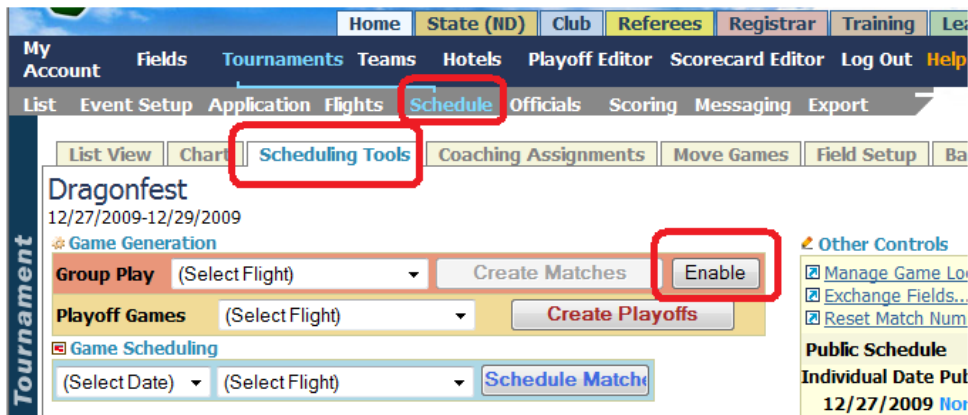 Home State (ND) Club Referees Registrar Training
My Account Fields Tournaments Teams Hotels Playoff Editor Scorecard Editor Log Out Help
List Event Setup Application Flights Schedule Officials Scoring Messaging Export
List View Chart Scheduling Tools Coaching Assignments Move Games Field Setup
Dragonfest
12/27/2009-12/29/2009
Game Generation Other Controls
Group Play (Select Flight) Create Matches Enable Manage Game
Exchange Fields...
Playoff Games (Select Flight) Create Playoffs Reset Match Num
Game Scheduling Public Schedule
(Select Date) (Select Flight) Schedule Matche Individual Date
12/27/2009
Tournament